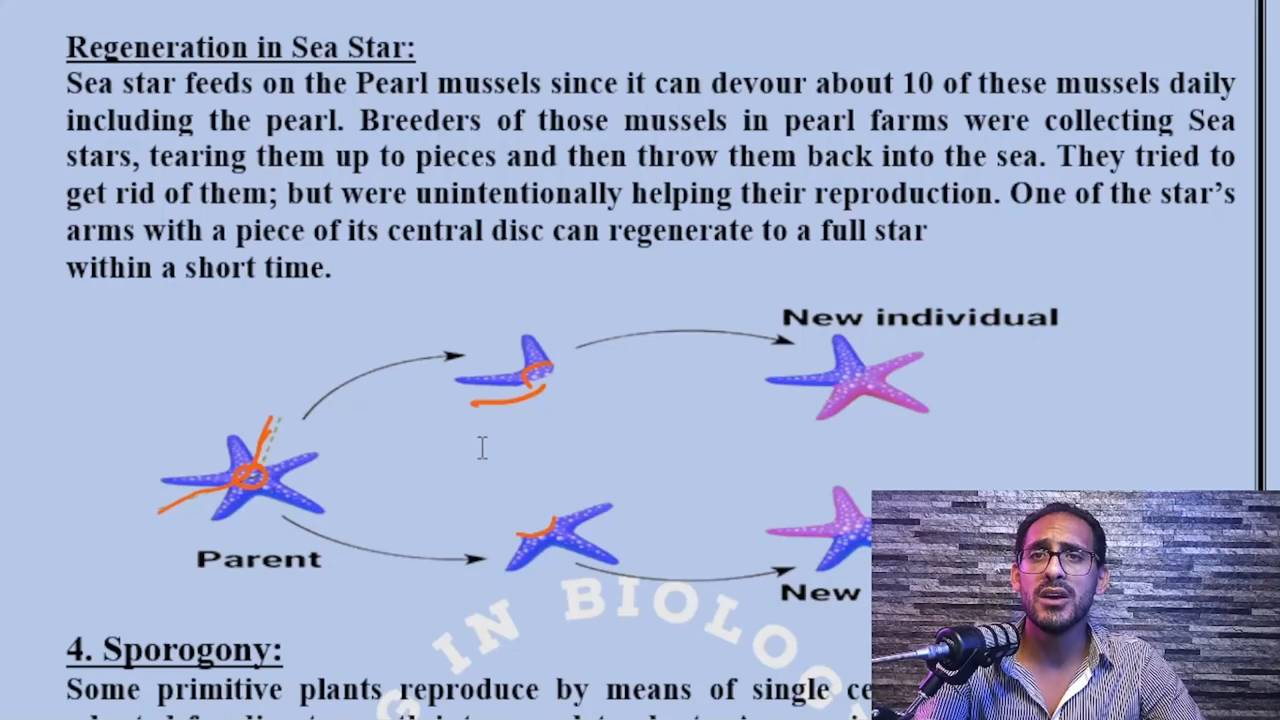 Regeneration in Sea Star:
Sea star feeds on the Pearl mussels since it can devour about 10 of these mussels daily
including the pearl. Breeders of those mussels in pearl farms were collecting Sea
stars, tearing them up to pieces and then throw them back into the sea. They tried to
get rid of them; but were unintentionally helping their reproduction. One of the star’s
arms with a piece of its central disc can regenerate to a full star
within a short time.
New individual
Parent
New
IN BIOLOG
4. Sporogony:
Some primitive plants reproduce by means of single